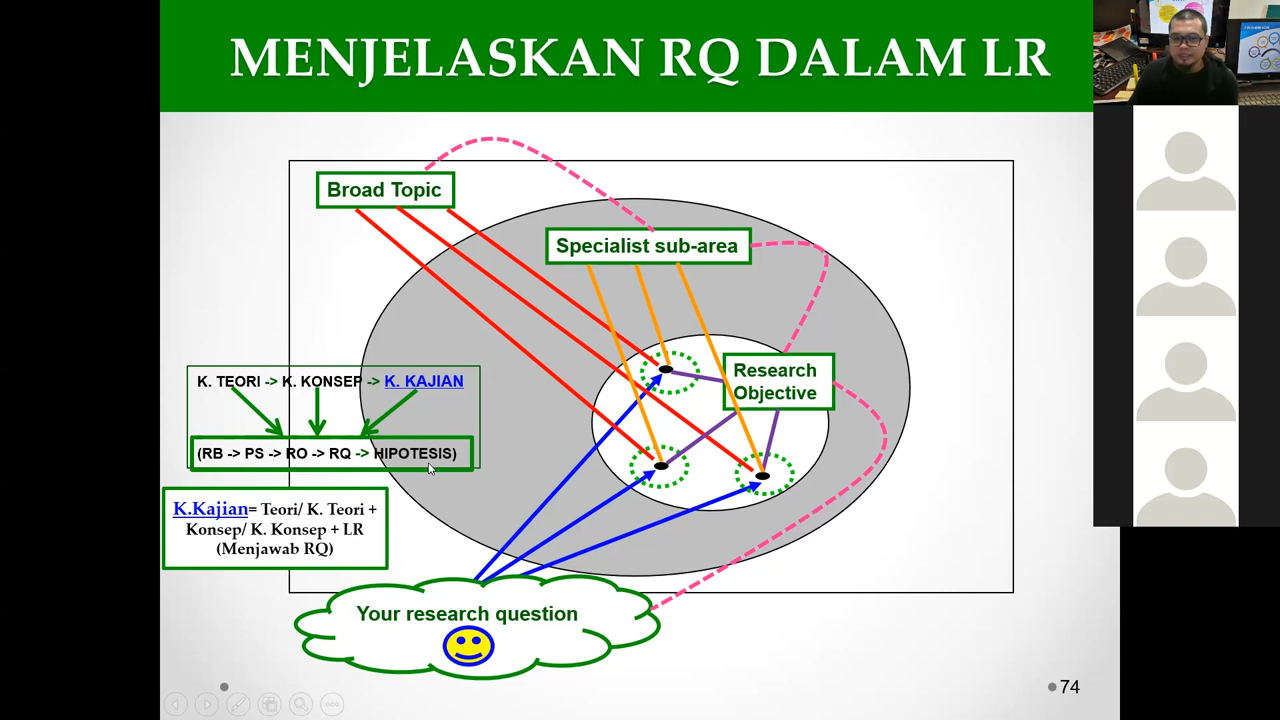 MENJELASKAN RQ DALAM LR
Broad Topic
Specialist sub-area
Research
Objective
K. TEORI -> K. KONSEP -> K. KAJIAN
(RB -> PS -> RO -> RQ -> HIPOTESIS)
K.Kajian= Teori/ K. Teori +
Konsep/ K. Konsep + LR
(Menjawab RQ)
Your research question
74